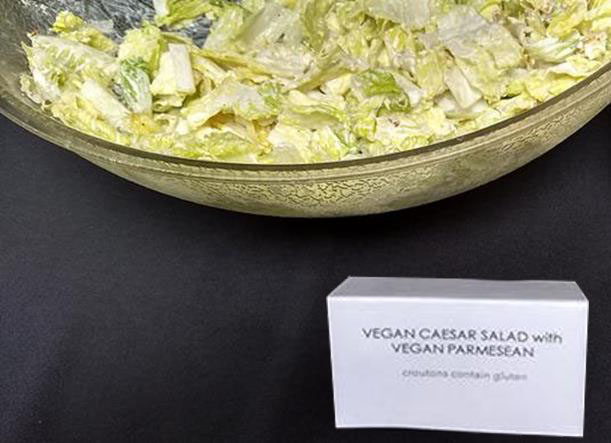 VEGAN CAESAR SALAD with
VEGAN PARMESEAN
croutons contain gluten